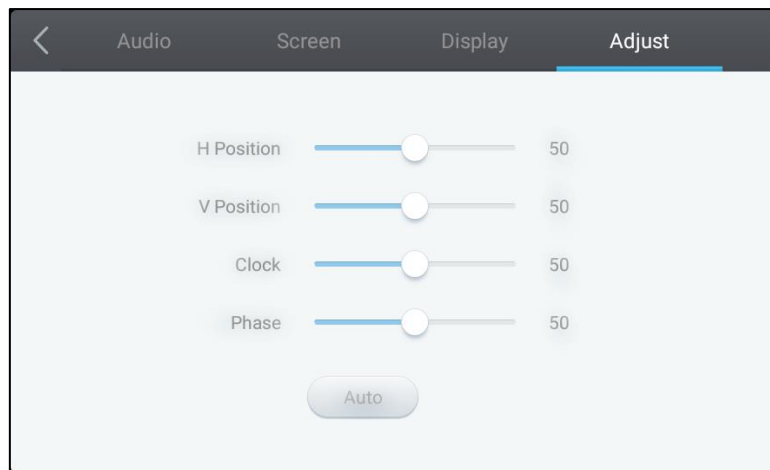 Audio Screen Display Adjust
H Position 50
V Position 50
Clock 50
Phase 50
Auto